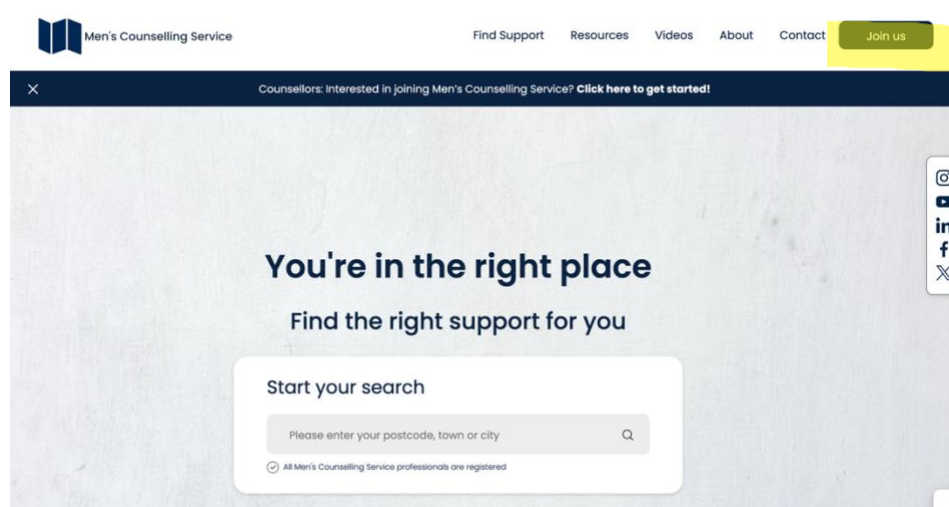 Men's Counselling Service
Find Support Resources Videos About Contact Join us
Counsellors: Interested in joining Men's Counselling Service? Click here to get started!
You're in the right place
Find the right support for you
Start your search
Please enter your postcode, town or city
All Men's Counselling Service professionals are registered